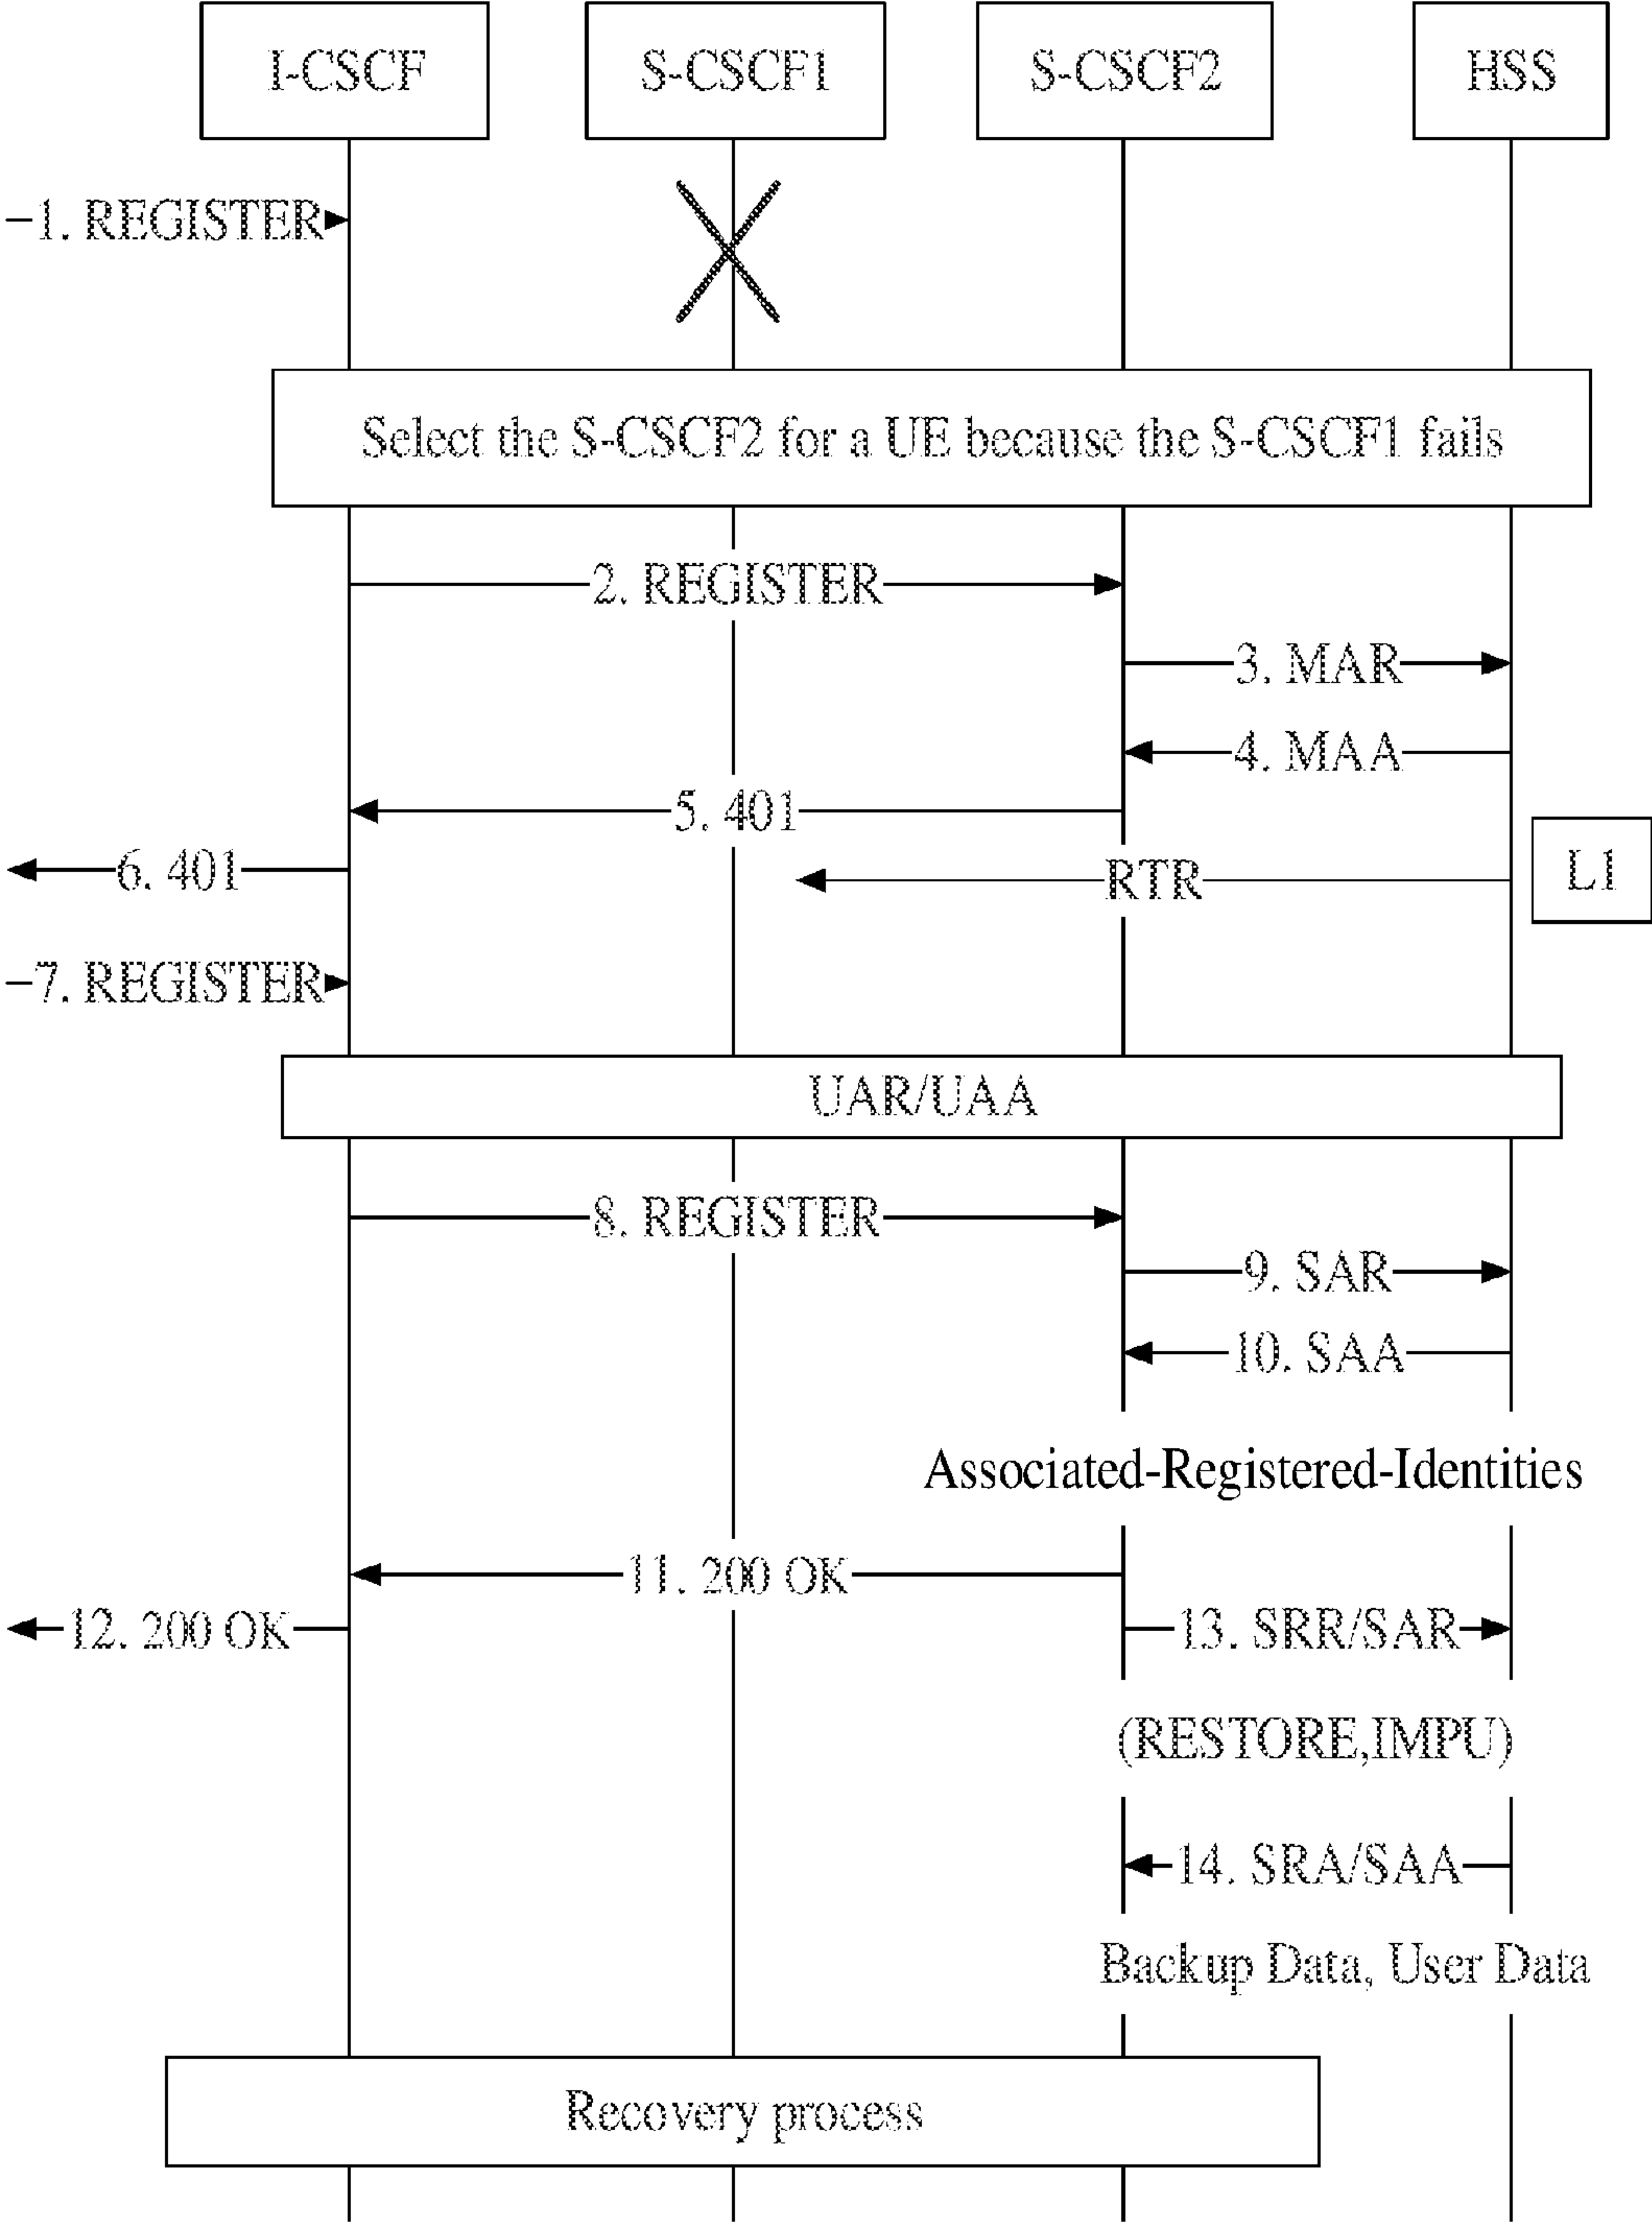 I-CSCF
S-CSCF1
S-CSCF2
HSS
1. REGISTER
Select the S-CSCF2 for a UE because the S-CSCF1 fails
2. REGISTER
3. MAR
4. MAA
5. 401
6. 401
RTR
L1
7. REGISTER
UAR/UAA
8. REGISTER
9. SAR
10. SAA
Associated-Registered-Identities
11. 200 OK
12. 200 OK
13. SRR/SAR
(RESTORE,IMPU)
14. SRA/SAA
Backup Data, User Data
Recovery process